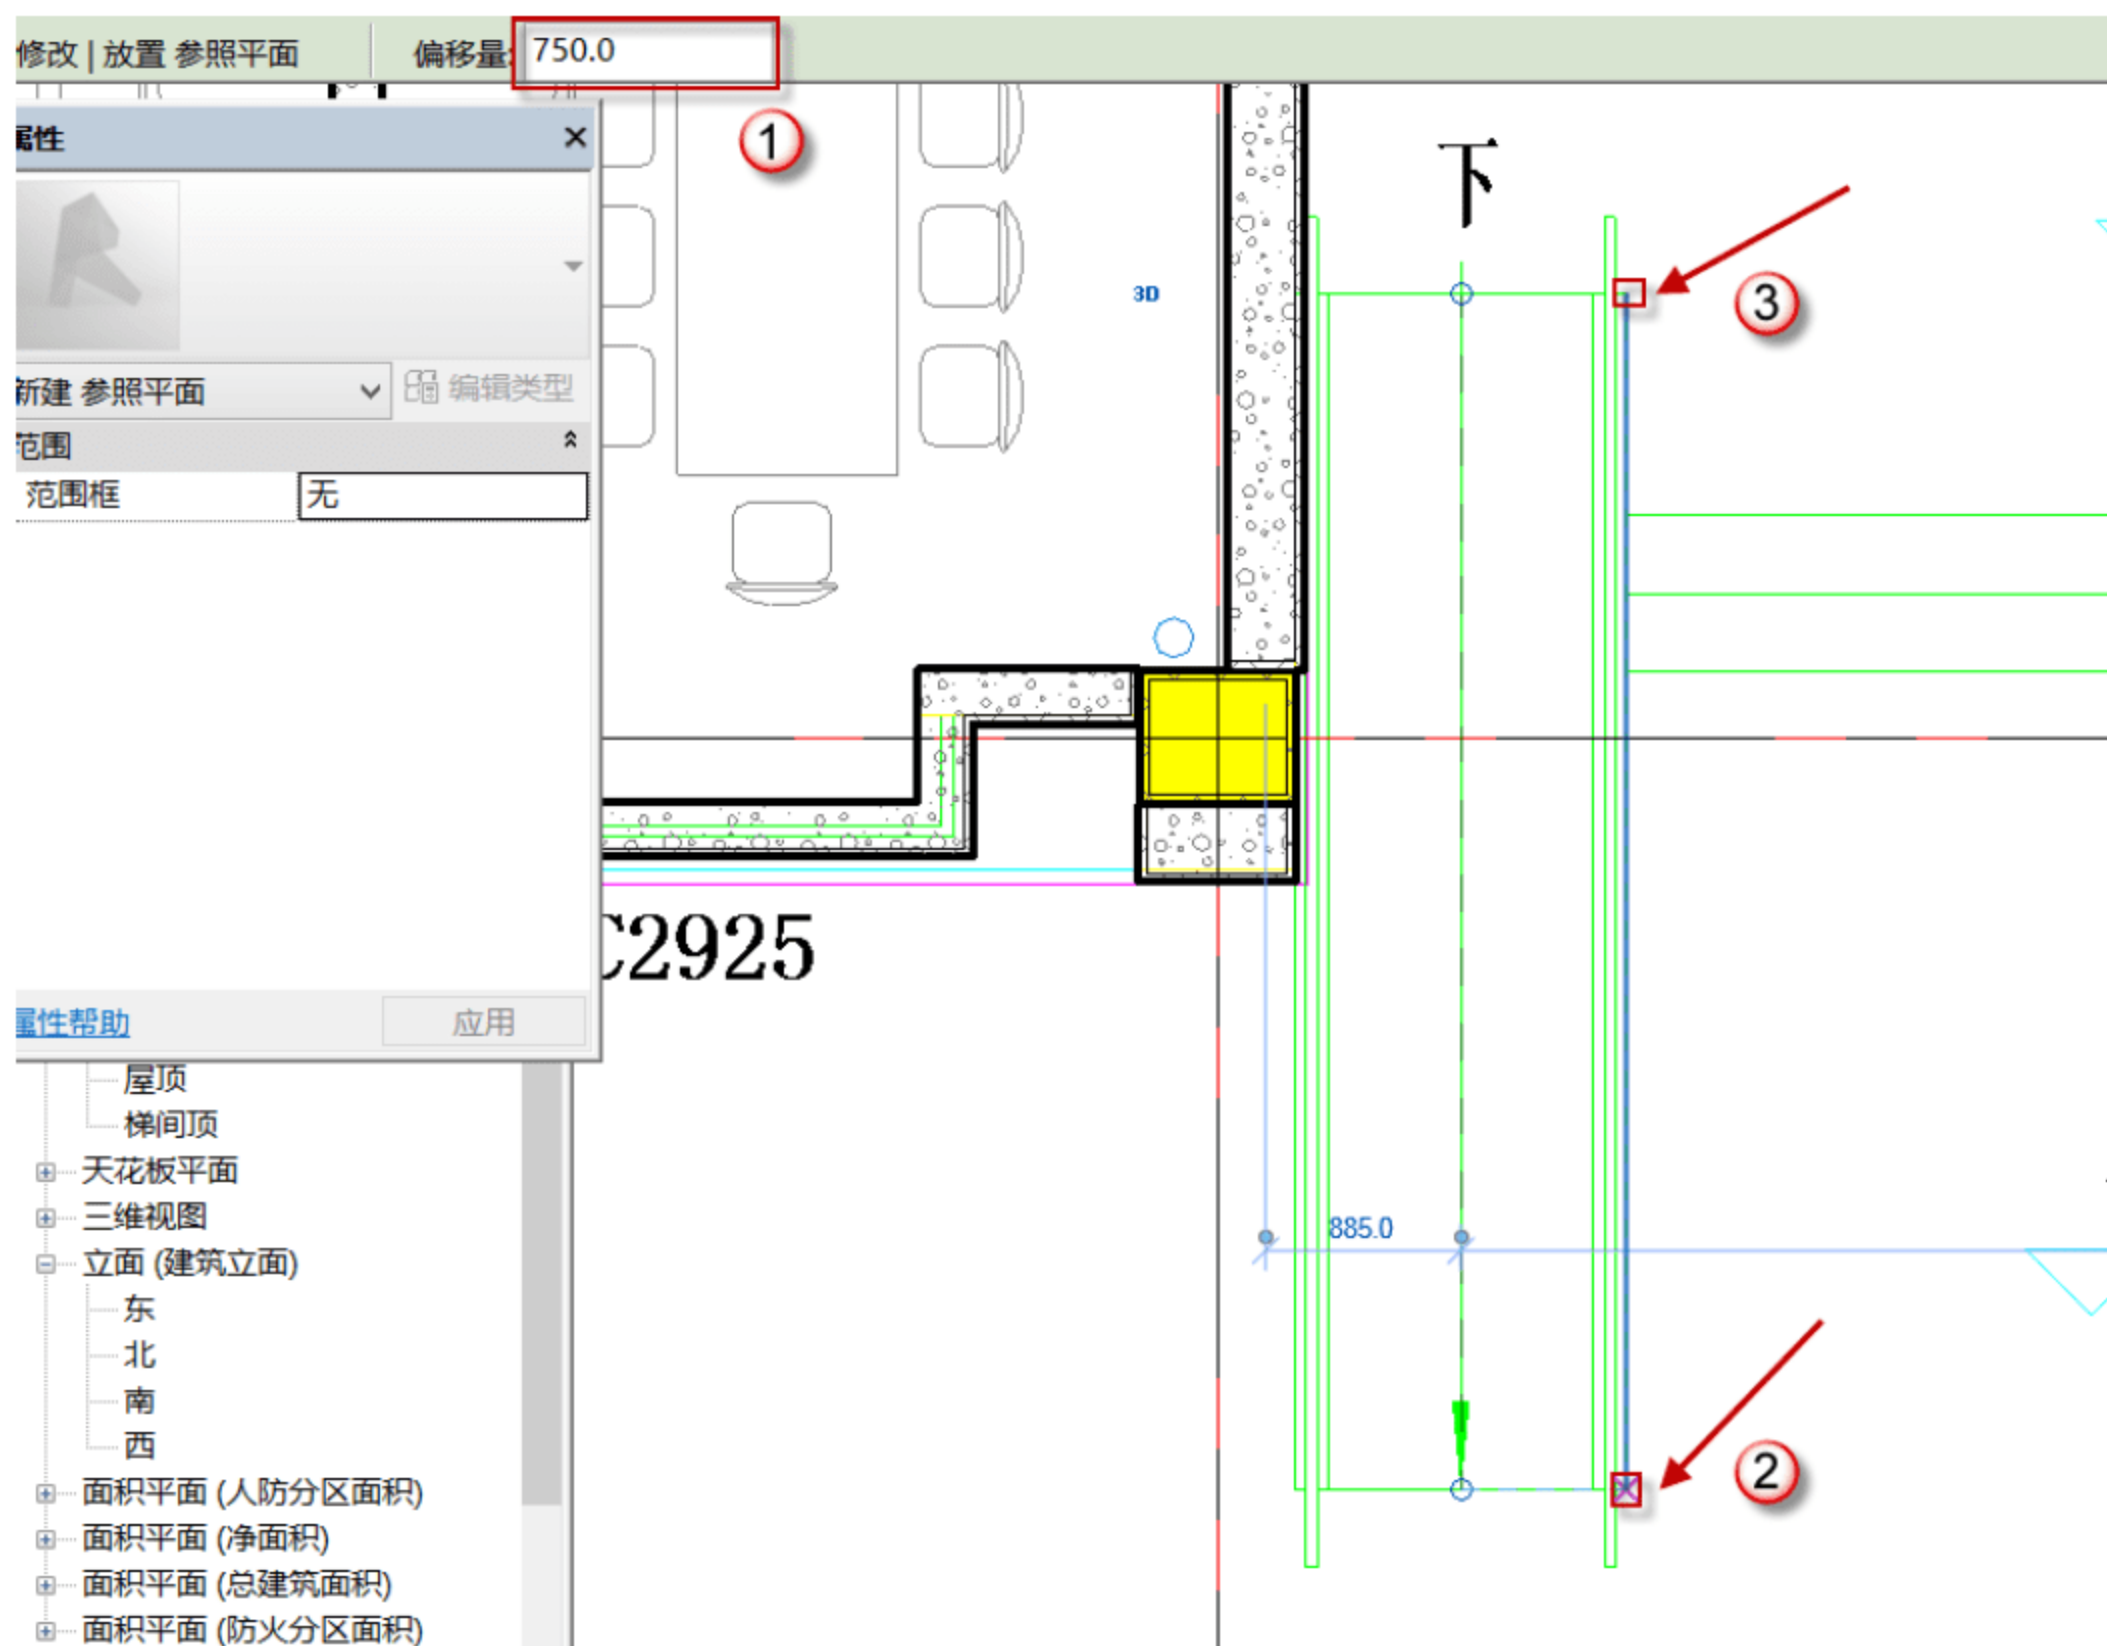 修改 | 放置 参照平面
偏移量:
750.0
1
属性
新建 参照平面
编辑类型
范围
范围框
无
属性帮助
应用
屋顶
梯间顶
天花板平面
三维视图
立面 (建筑立面)
东
北
南
西
面积平面 (人防分区面积)
面积平面 (净面积)
面积平面 (总建筑面积)
面积平面 (防火分区面积)
下
3D
3
C2925
885.0
2